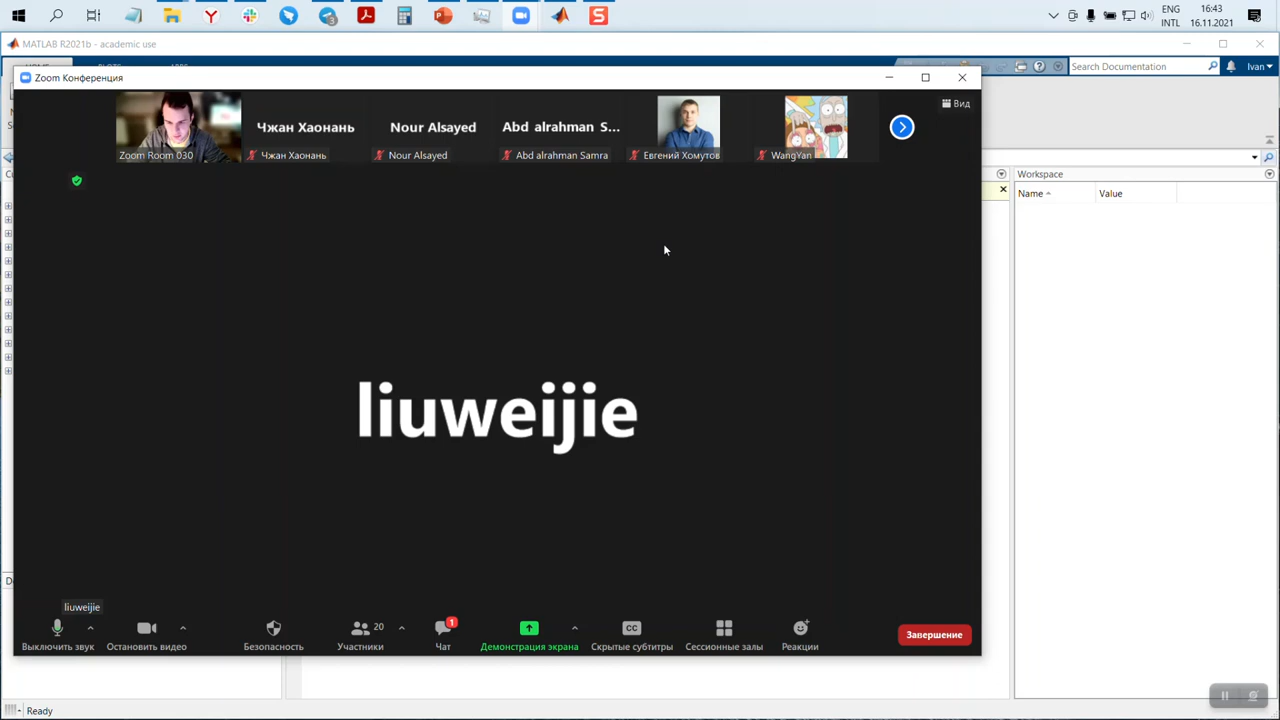 ENG
16:43
INTL
16.11.2021
MATLAB R2021b - academic use
Search Documentation
Ivan
Zoom Конференция
Вид
Чжан Хаонань
Nour Alsayed
Abd alrahman S...
Zoom Room 030
Чжан Хаонань
Nour Alsayed
Abd alrahman Samra
Евгений Хомутов
WangYan
Workspace
Name
Value
liuweijie
liuweijie
20
1
Выключить звук
Остановить видео
Безопасность
Участники
Чат
Демонстрация экрана
Скрытые субтитры
Сессионные залы
Реакции
Завершение
Ready